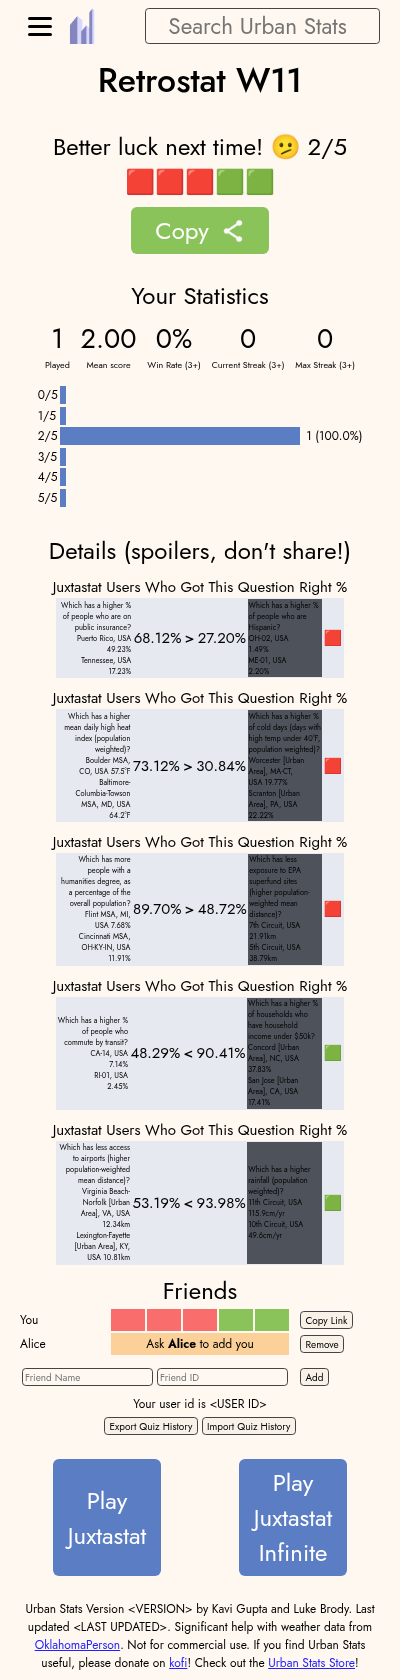 Search Urban Stats
Retrostat W11
Better luck next time! 🫤 2/5
🟥🟥🟥🟩🟩
Copy
Your Statistics
1 2.00 0% 0 0
Played Mean score Win Rate (3+) Current Streak (3+) Max Streak (3+)
0/5
1/5
2/5 1 (100.0%)
3/5
4/5
5/5
Details (spoilers, don't share!)
Juxtastat Users Who Got This Question Right %
Which has a higher %
of people who are on
public insurance?
Puerto Rico, USA
49.23%
Tennessee, USA
17.23%
68.12% > 27.20%
Which has a higher %
of people who are
Hispanic?
OH-02, USA
1.49%
ME-01, USA
2.20%
🟥
Juxtastat Users Who Got This Question Right %
Which has a higher
mean daily high heat
index (population
weighted)?
Boulder MSA,
CO, USA 57.5°F
Baltimore-
Columbia-Towson
MSA, MD, USA
64.2°F
73.12% > 30.84%
Which has a higher %
of cold days (days with
high temp under 40°F,
population weighted)?
Worcester [Urban
Area], MA-CT,
USA 19.77%
Scranton [Urban
Area], PA, USA
22.22%
🟥
Juxtastat Users Who Got This Question Right %
Which has more
people with a
humanities degree, as
a percentage of the
overall population?
Flint MSA, MI,
USA 7.68%
Cincinnati MSA,
OH-KY-IN, USA
11.91%
89.70% > 48.72%
Which has less
exposure to EPA
superfund sites
(higher population-
weighted mean
distance)?
7th Circuit, USA
21.91km
5th Circuit, USA
38.79km
🟥
Juxtastat Users Who Got This Question Right %
Which has a higher %
of people who
commute by transit?
CA-14, USA
7.14%
RI-01, USA
2.45%
48.29% < 90.41%
Which has a higher %
of households who
have household
income under $50k?
Concord [Urban
Area], NC, USA
37.83%
San Jose [Urban
Area], CA, USA
17.41%
🟩
Juxtastat Users Who Got This Question Right %
Which has less access
to airports (higher
population-weighted
mean distance)?
Virginia Beach-
Norfolk [Urban
Area], VA, USA
12.34km
Lexington-Fayette
[Urban Area], KY,
USA 10.81km
53.19% < 93.98%
Which has a higher
rainfall (population
weighted)?
11th Circuit, USA
115.9cm/yr
10th Circuit, USA
49.6cm/yr
🟩
Friends
You Copy Link
Alice Ask Alice to add you Remove
Friend Name Friend ID Add
Your user id is <USER ID>
Export Quiz History Import Quiz History
Play
Juxtastat
Play
Juxtastat
Infinite
Urban Stats Version <VERSION> by Kavi Gupta and Luke Brody. Last
updated <LAST UPDATED>. Significant help with weather data from
OklahomaPerson. Not for commercial use. If you find Urban Stats
useful, please donate on kofi! Check out the Urban Stats Store!